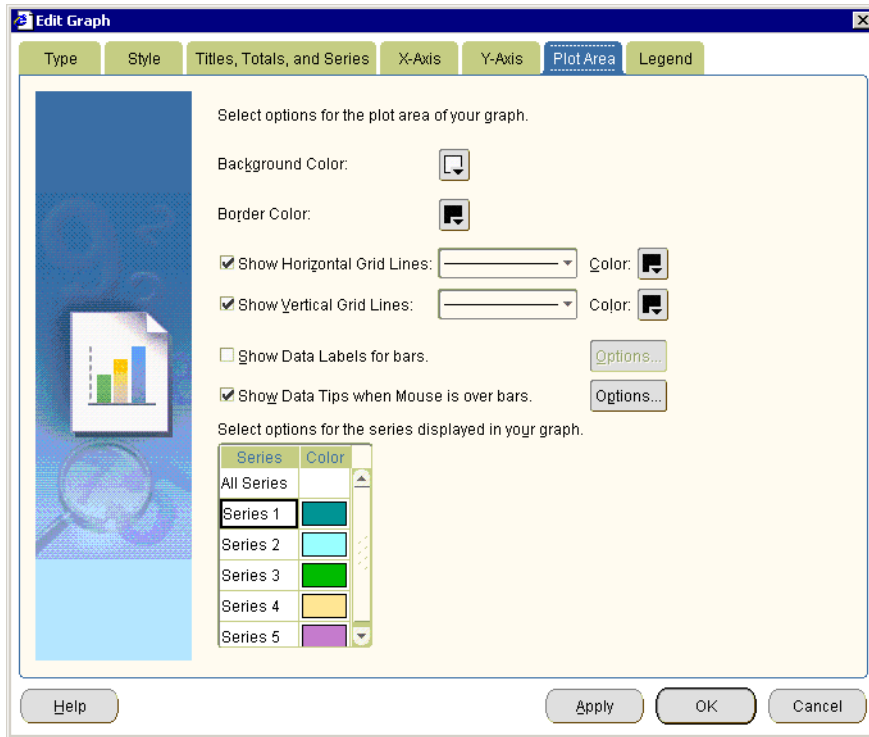 Edit Graph
Type Style Titles, Totals, and Series X-Axis Y-Axis Plot Area Legend
Select options for the plot area of your graph.
Background Color:
Border Color:
Show Horizontal Grid Lines: Color:
Show Vertical Grid Lines: Color:
Show Data Labels for bars. Options...
Show Data Tips when Mouse is over bars. Options...
Select options for the series displayed in your graph.
Series Color
All Series
Series 1
Series 2
Series 3
Series 4
Series 5
Help Apply OK Cancel